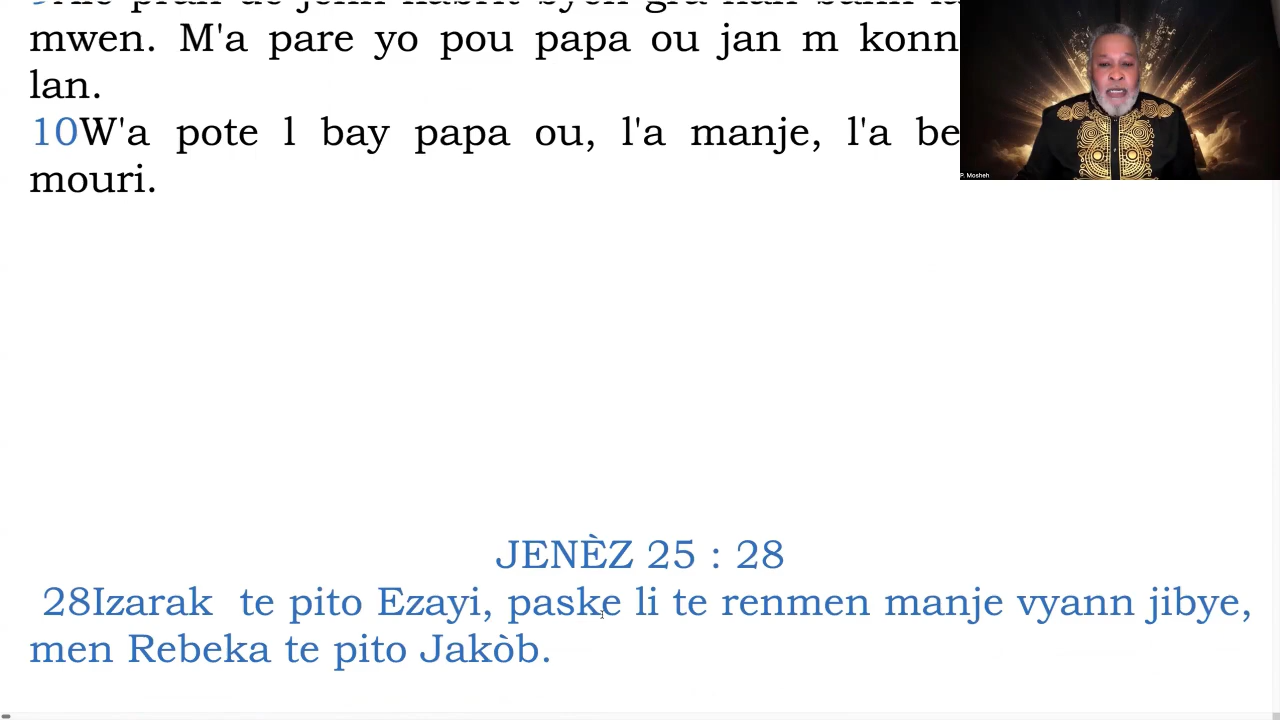 mwen. M'a pare yo pou papa ou jan m konn
lan.
10W'a pote l bay papa ou, l'a manje, l'a be
mouri.
P. Mosheh
JENÈZ 25 : 28
28Izarak te pito Ezayi, paske li te renmen manje vyann jibye,
men Rebeka te pito Jakòb.